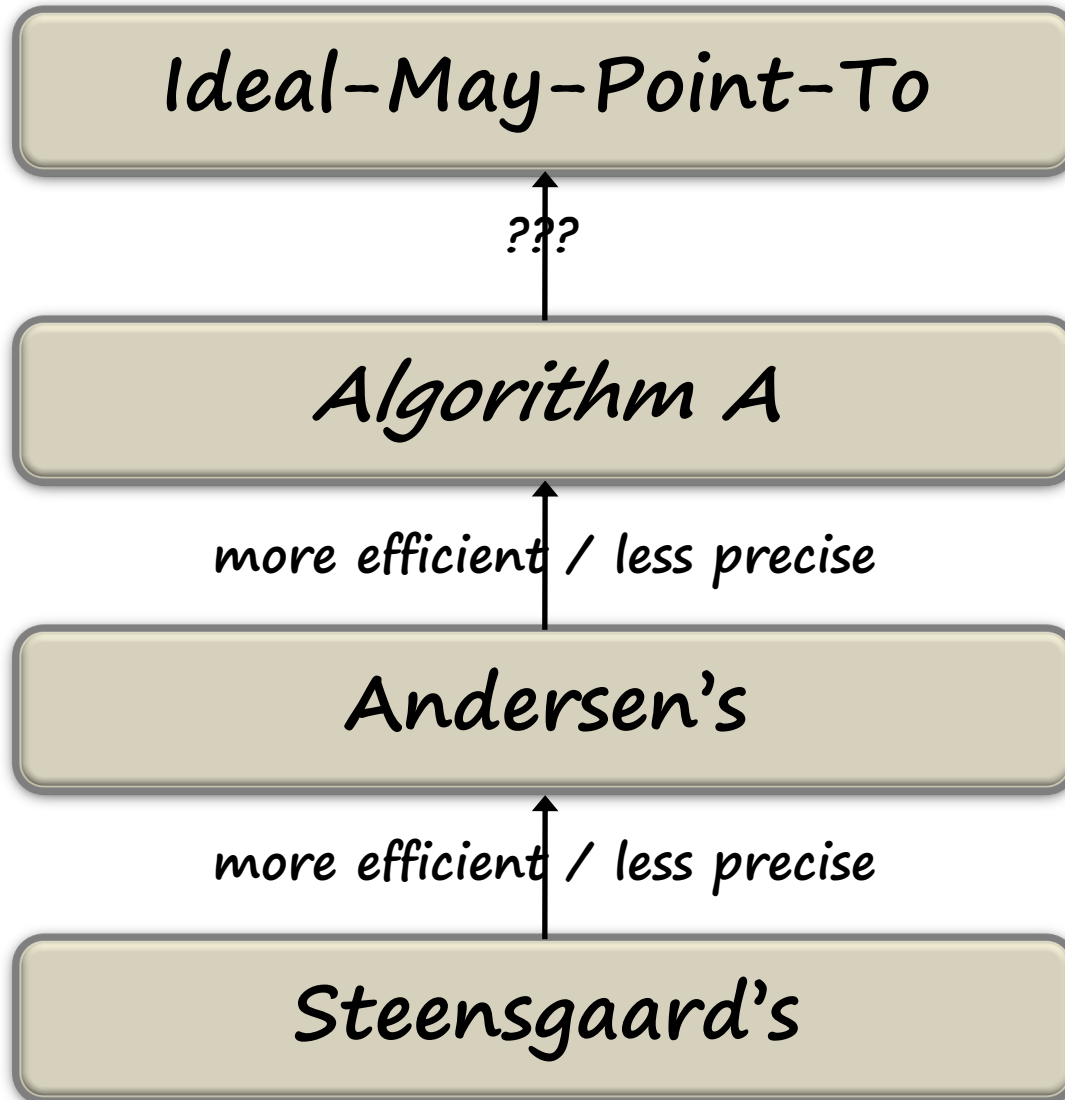 Ideal-May-Point-To
???
Algorithm A
more efficient / less precise
Andersen’s
more efficient / less precise
Steensgaard’s